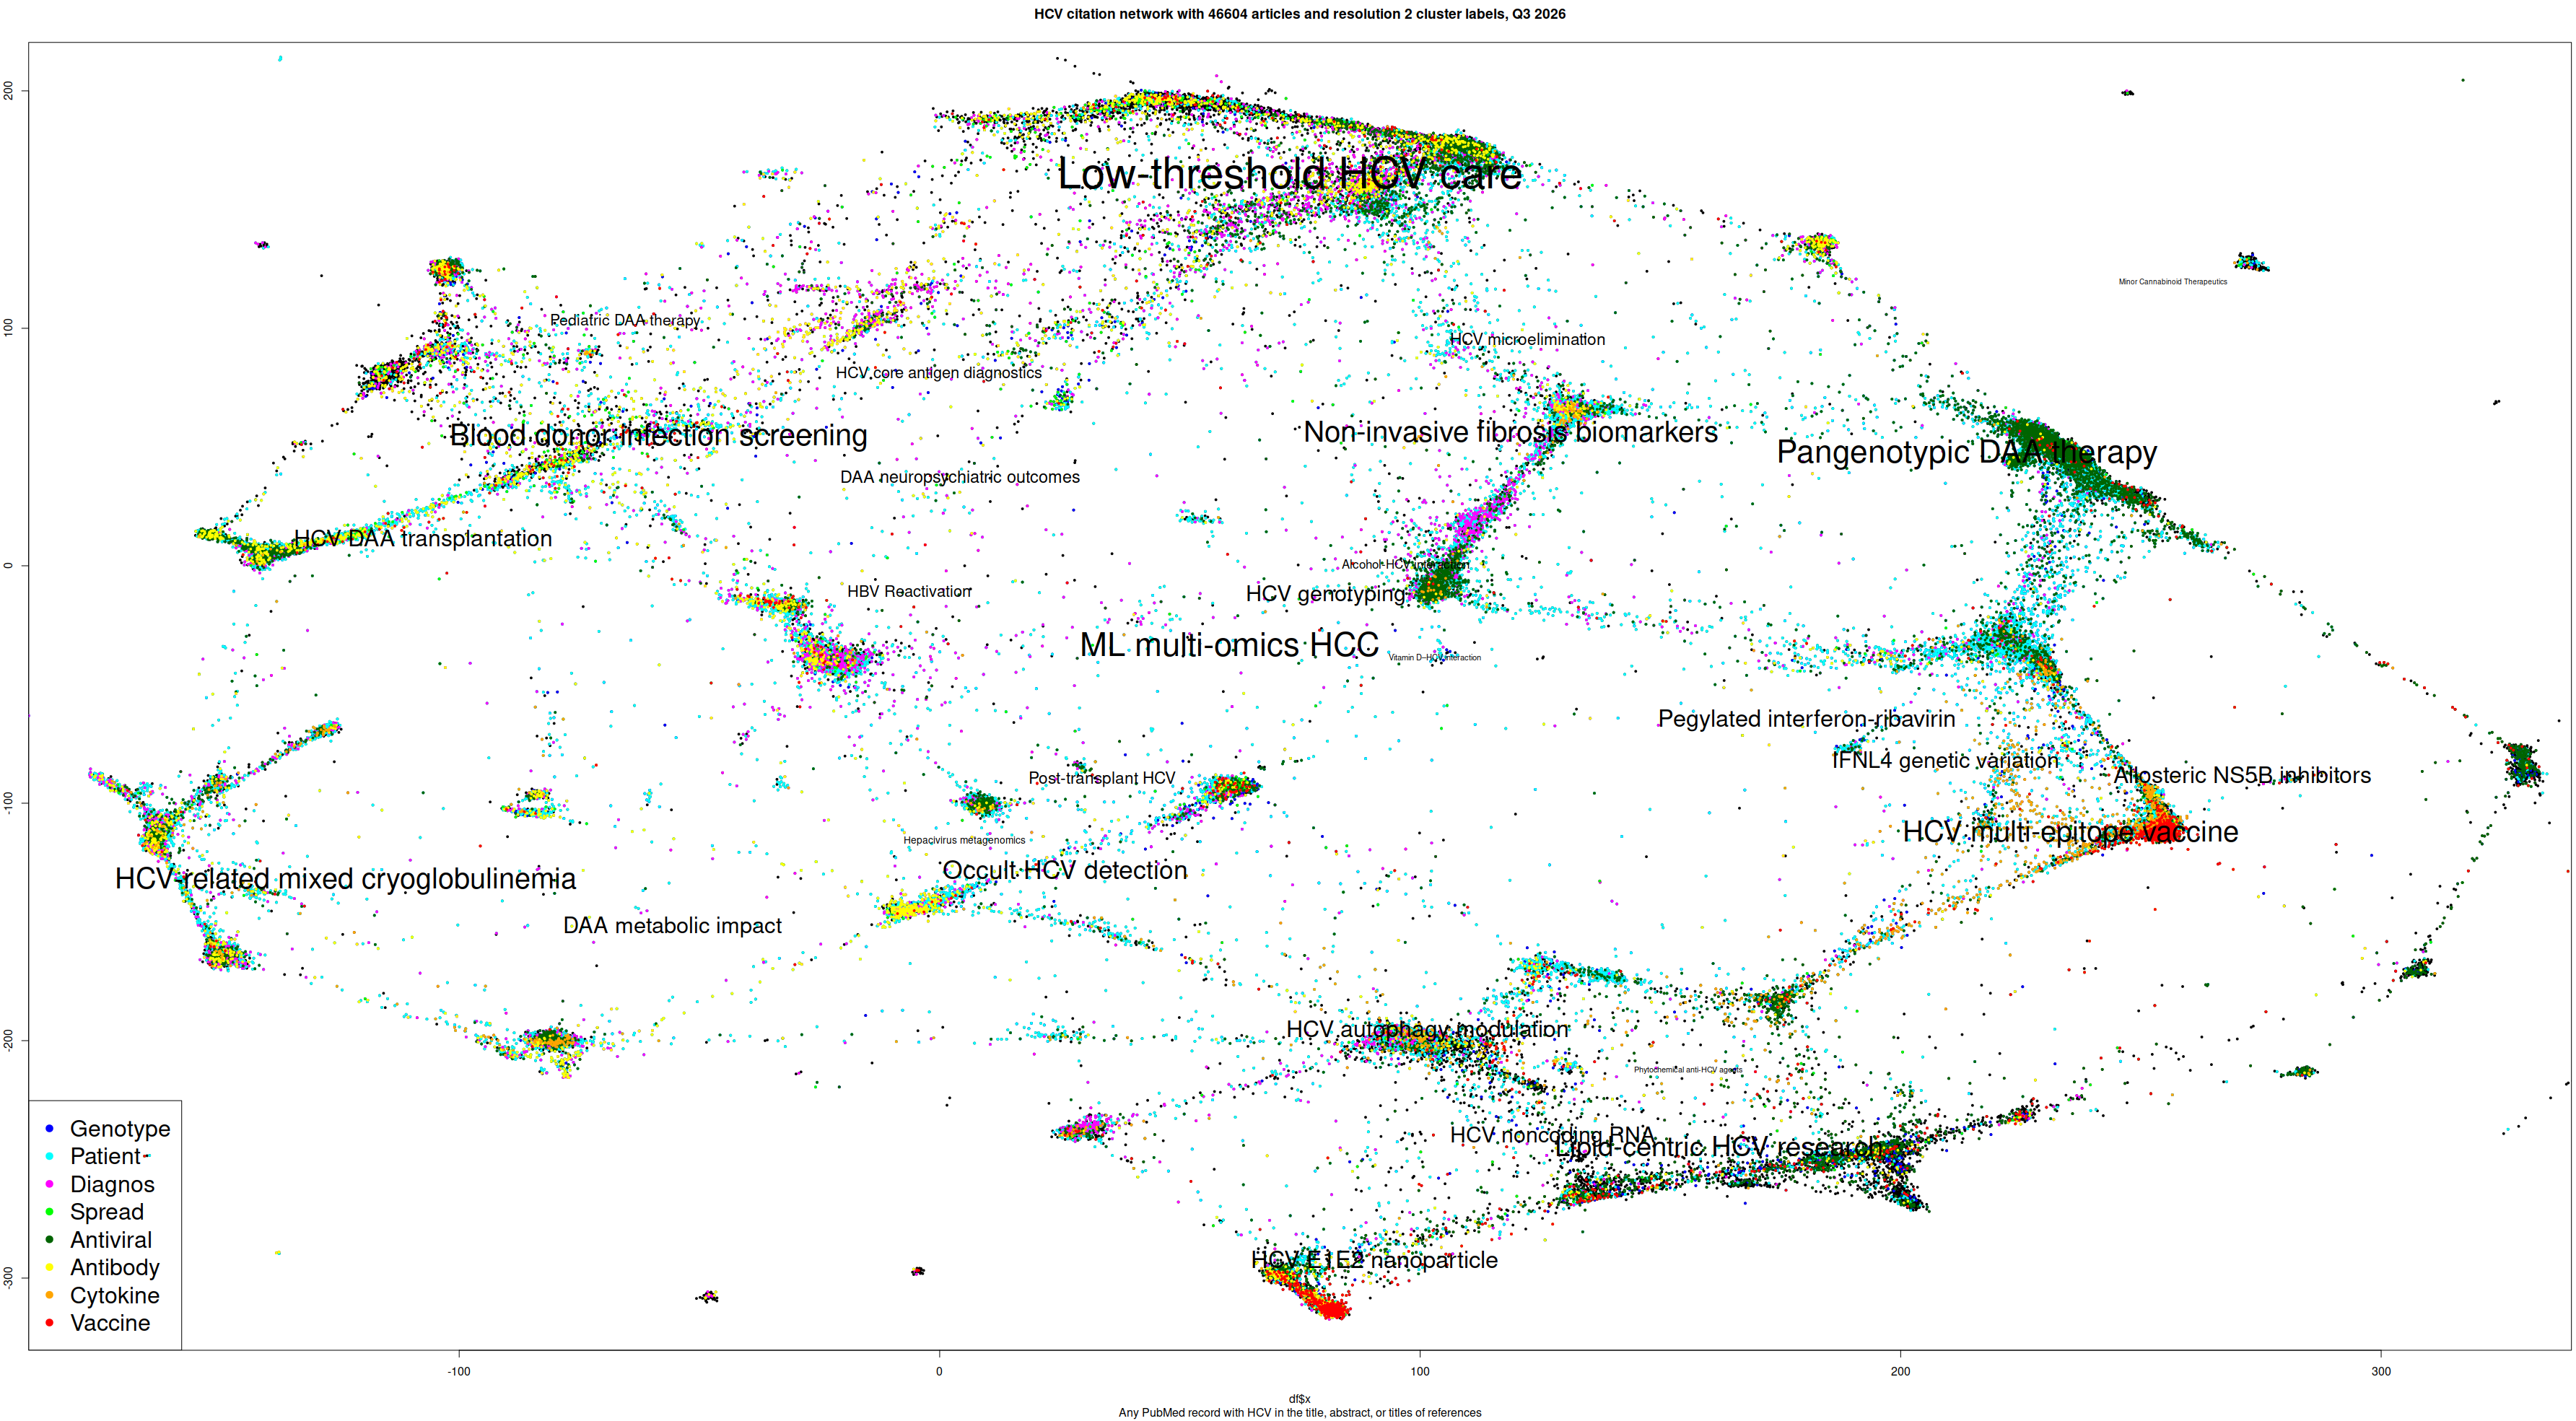 HCV citation network with 46604 articles and resolution 2 cluster labels, Q3 2026
200
100
0
-100
-200
-300
Low-threshold HCV care
Minor Cannabinoid Therapeutics
Pediatric DAA therapy
HCV microelimination
HCV core antigen diagnostics
Blood donor infection screening
Non-invasive fibrosis biomarkers
Pangenotypic DAA therapy
DAA neuropsychiatric outcomes
HCV DAA transplantation
Alcohol-HCV interaction
HBV Reactivation
HCV genotyping
ML multi-omics HCC
Vitamin D–HCV interaction
Pegylated interferon-ribavirin
IFNL4 genetic variation
Post-transplant HCV
Allosteric NS5B inhibitors
HCV multi-epitope vaccine
Hepacivirus metagenomics
Occult HCV detection
HCV-related mixed cryoglobulinemia
DAA metabolic impact
HCV autophagy modulation
Phytochemical anti-HCV agents
HCV noncoding RNA
Lipid-centric HCV research
HCV E1E2 nanoparticle
Genotype
Patient
Diagnos
Spread
Antiviral
Antibody
Cytokine
Vaccine
-100
0
100
200
300
df$x
Any PubMed record with HCV in the title, abstract, or titles of references